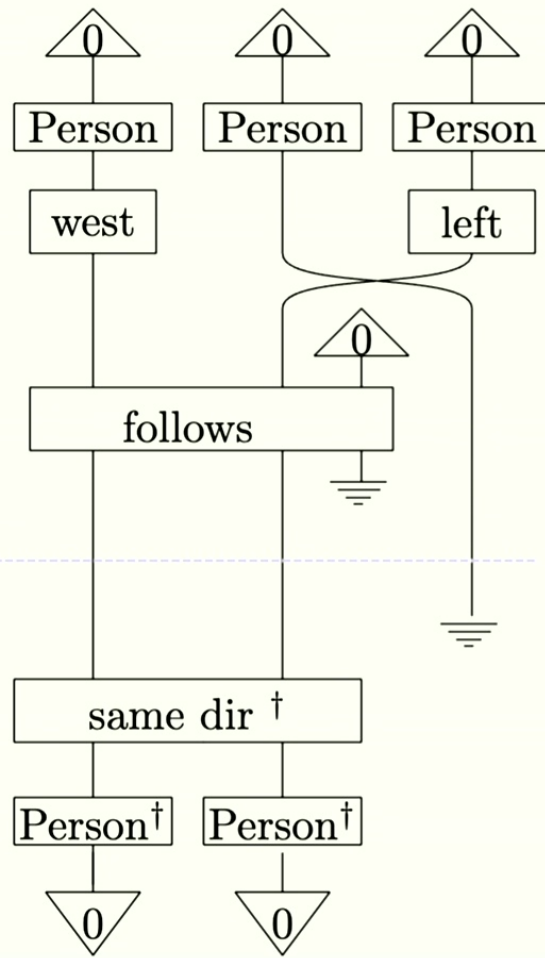 0 0 0
Person Person Person
west left
0
follows
same dir †
Person† Person†
0 0